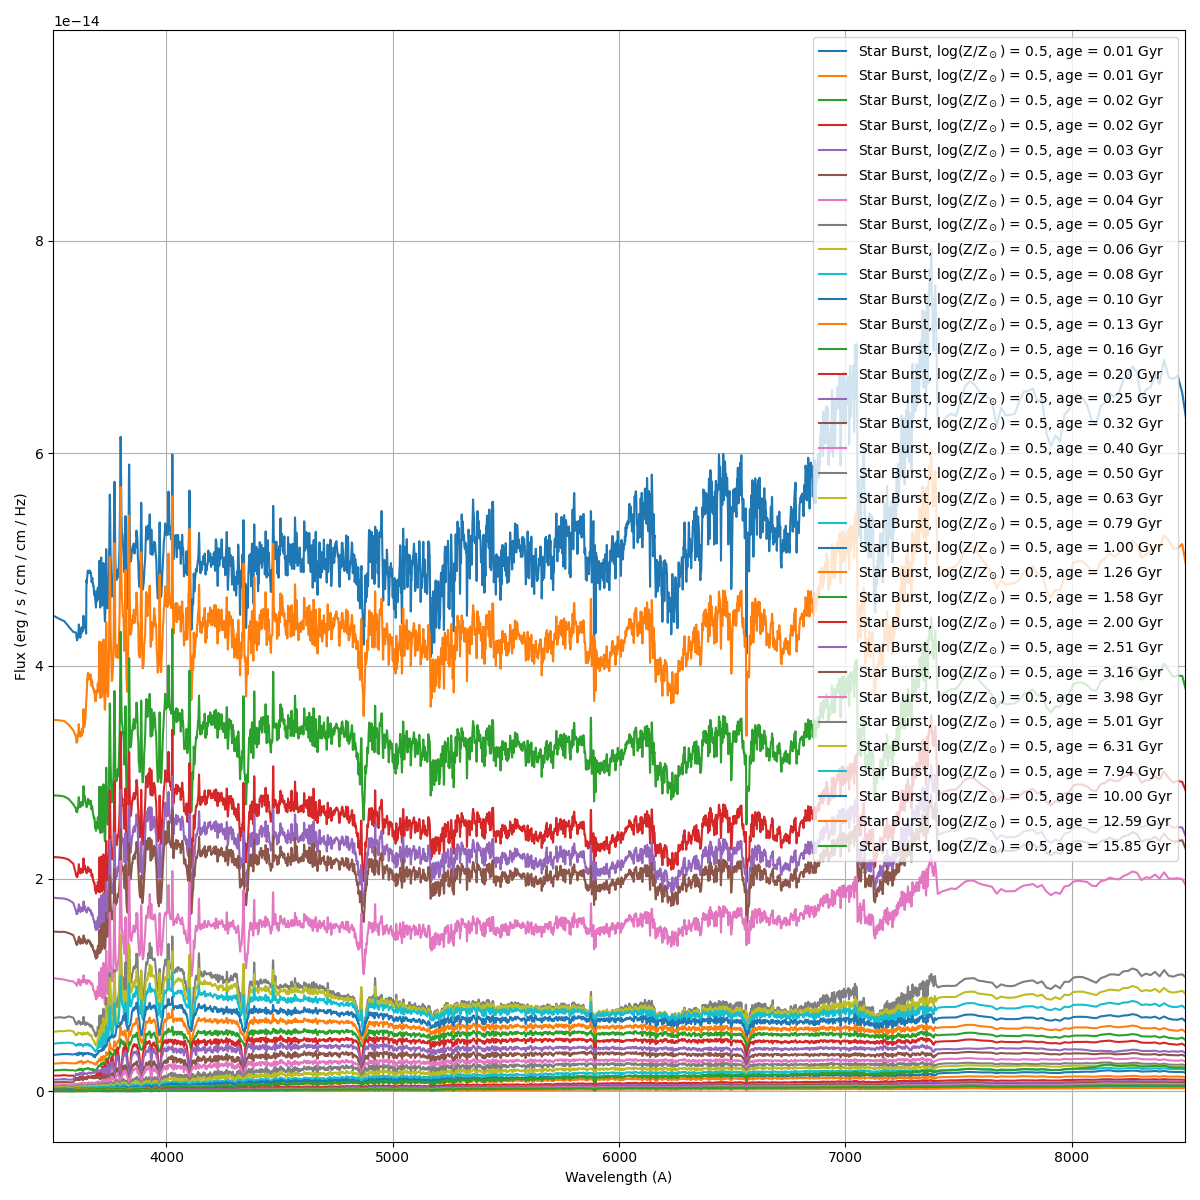 1e−14
Star Burst, log(Z/Z⊙) = 0.5, age = 0.01 Gyr
Star Burst, log(Z/Z⊙) = 0.5, age = 0.01 Gyr
Star Burst, log(Z/Z⊙) = 0.5, age = 0.02 Gyr
Star Burst, log(Z/Z⊙) = 0.5, age = 0.02 Gyr
Star Burst, log(Z/Z⊙) = 0.5, age = 0.03 Gyr
Star Burst, log(Z/Z⊙) = 0.5, age = 0.03 Gyr
Star Burst, log(Z/Z⊙) = 0.5, age = 0.04 Gyr
Star Burst, log(Z/Z⊙) = 0.5, age = 0.05 Gyr
Star Burst, log(Z/Z⊙) = 0.5, age = 0.06 Gyr
Star Burst, log(Z/Z⊙) = 0.5, age = 0.08 Gyr
Star Burst, log(Z/Z⊙) = 0.5, age = 0.10 Gyr
Star Burst, log(Z/Z⊙) = 0.5, age = 0.13 Gyr
Star Burst, log(Z/Z⊙) = 0.5, age = 0.16 Gyr
Star Burst, log(Z/Z⊙) = 0.5, age = 0.20 Gyr
Star Burst, log(Z/Z⊙) = 0.5, age = 0.25 Gyr
Star Burst, log(Z/Z⊙) = 0.5, age = 0.32 Gyr
Star Burst, log(Z/Z⊙) = 0.5, age = 0.40 Gyr
Star Burst, log(Z/Z⊙) = 0.5, age = 0.50 Gyr
Star Burst, log(Z/Z⊙) = 0.5, age = 0.63 Gyr
Star Burst, log(Z/Z⊙) = 0.5, age = 0.79 Gyr
Star Burst, log(Z/Z⊙) = 0.5, age = 1.00 Gyr
Star Burst, log(Z/Z⊙) = 0.5, age = 1.26 Gyr
Star Burst, log(Z/Z⊙) = 0.5, age = 1.58 Gyr
Star Burst, log(Z/Z⊙) = 0.5, age = 2.00 Gyr
Star Burst, log(Z/Z⊙) = 0.5, age = 2.51 Gyr
Star Burst, log(Z/Z⊙) = 0.5, age = 3.16 Gyr
Star Burst, log(Z/Z⊙) = 0.5, age = 3.98 Gyr
Star Burst, log(Z/Z⊙) = 0.5, age = 5.01 Gyr
Star Burst, log(Z/Z⊙) = 0.5, age = 6.31 Gyr
Star Burst, log(Z/Z⊙) = 0.5, age = 7.94 Gyr
Star Burst, log(Z/Z⊙) = 0.5, age = 10.00 Gyr
Star Burst, log(Z/Z⊙) = 0.5, age = 12.59 Gyr
Star Burst, log(Z/Z⊙) = 0.5, age = 15.85 Gyr
Flux (erg / s / cm / cm / Hz)
8
6
4
2
0
4000 5000 6000 7000 8000
Wavelength (A)